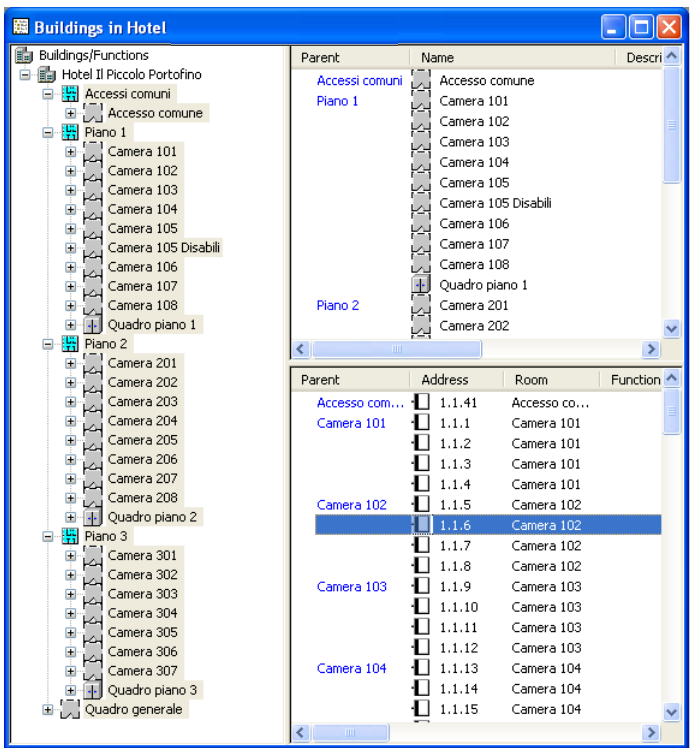 Buildings in Hotel
Buildings/Functions
Hotel Il Piccolo Portofino
Accessi comuni
Accesso comune
Piano 1
Camera 101
Camera 102
Camera 103
Camera 104
Camera 105
Camera 105 Disabili
Camera 106
Camera 107
Camera 108
Quadro piano 1
Piano 2
Camera 201
Camera 202
Camera 203
Camera 204
Camera 205
Camera 206
Camera 207
Camera 208
Quadro piano 2
Piano 3
Camera 301
Camera 302
Camera 303
Camera 304
Camera 305
Camera 306
Camera 307
Quadro piano 3
Quadro generale
Parent Name Descri
Accessi comuni Accesso comune
Piano 1 Camera 101
Camera 102
Camera 103
Camera 104
Camera 105
Camera 105 Disabili
Camera 106
Camera 107
Camera 108
Quadro piano 1
Piano 2 Camera 201
Camera 202
Parent Address Room Function
Accesso com... 1.1.41 Accesso co...
Camera 101 1.1.1 Camera 101
1.1.2 Camera 101
1.1.3 Camera 101
1.1.4 Camera 101
Camera 102 1.1.5 Camera 102
1.1.6 Camera 102
1.1.7 Camera 102
1.1.8 Camera 102
Camera 103 1.1.9 Camera 103
1.1.10 Camera 103
1.1.11 Camera 103
1.1.12 Camera 103
Camera 104 1.1.13 Camera 104
1.1.14 Camera 104
1.1.15 Camera 104